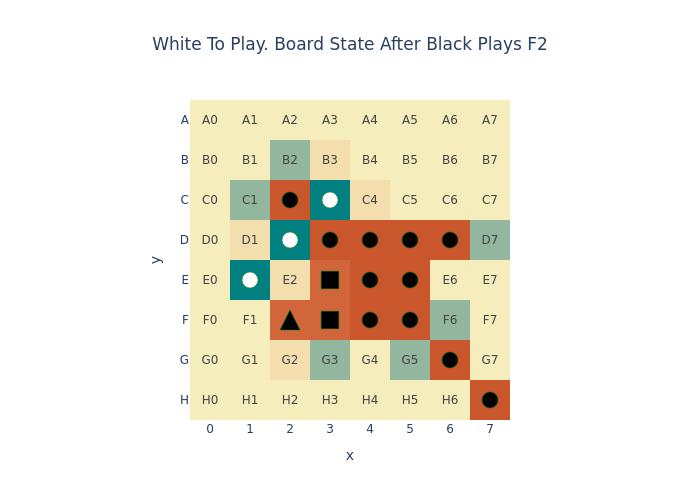 White To Play. Board State After Black Plays F2
A A0 A1 A2 A3 A4 A5 A6 A7
B B0 B1 B2 B3 B4 B5 B6 B7
C C0 C1 C4 C5 C6 C7
D D0 D1 D7
y
E E0 E2 E6 E7
F F0 F1 F6 F7
G G0 G1 G2 G3 G4 G5 G7
H H0 H1 H2 H3 H4 H5 H6
0 1 2 3 4 5 6 7
x